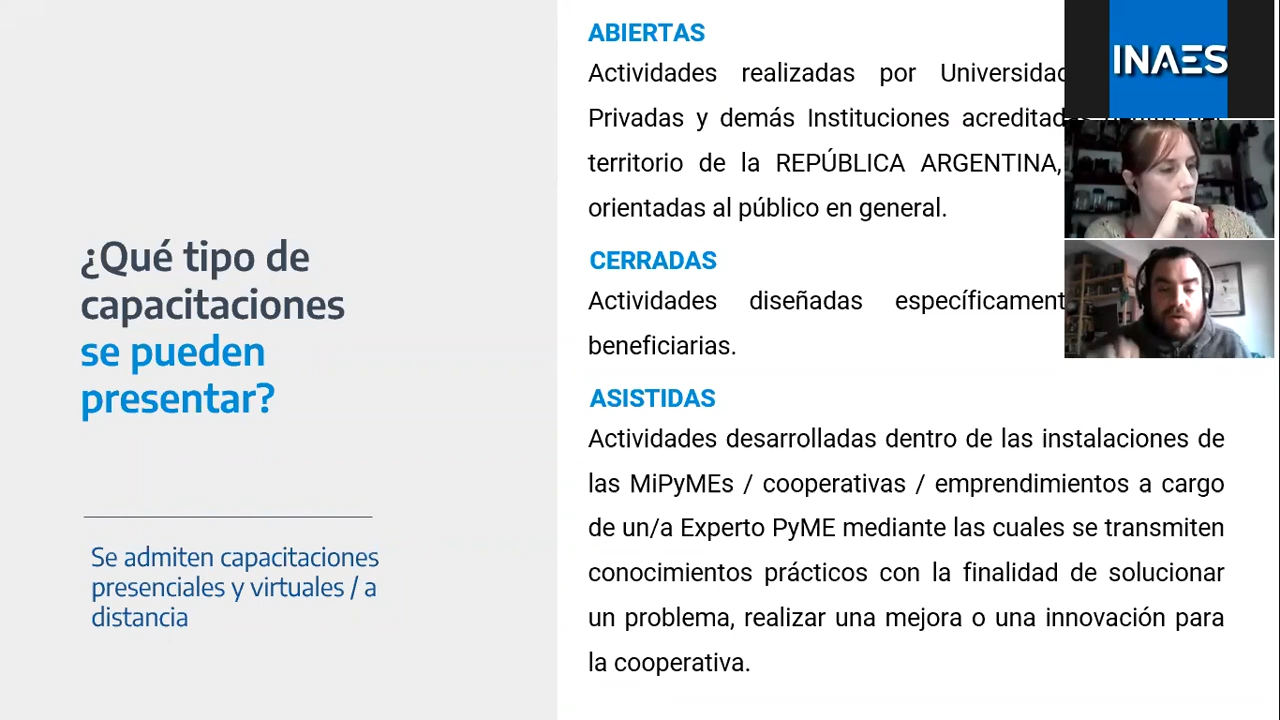 ¿Qué tipo de
capacitaciones
se pueden
presentar?
Se admiten capacitaciones
presenciales y virtuales / a
distancia
ABIERTAS
Actividades realizadas por
Privadas y demás Instituciones
territorio de la REPÚBLICA ARGENTINA,
orientadas al público en general.
CERRADAS
Actividades diseñadas
beneficiarias.
ASISTIDAS
Actividades desarrolladas dentro de las instalaciones de
las MiPyMEs / cooperativas / emprendimientos a cargo
de un/a Experto PyME mediante las cuales se transmiten
conocimientos prácticos con la finalidad de solucionar
un problema, realizar una mejora o una innovación para
la cooperativa.
INAES